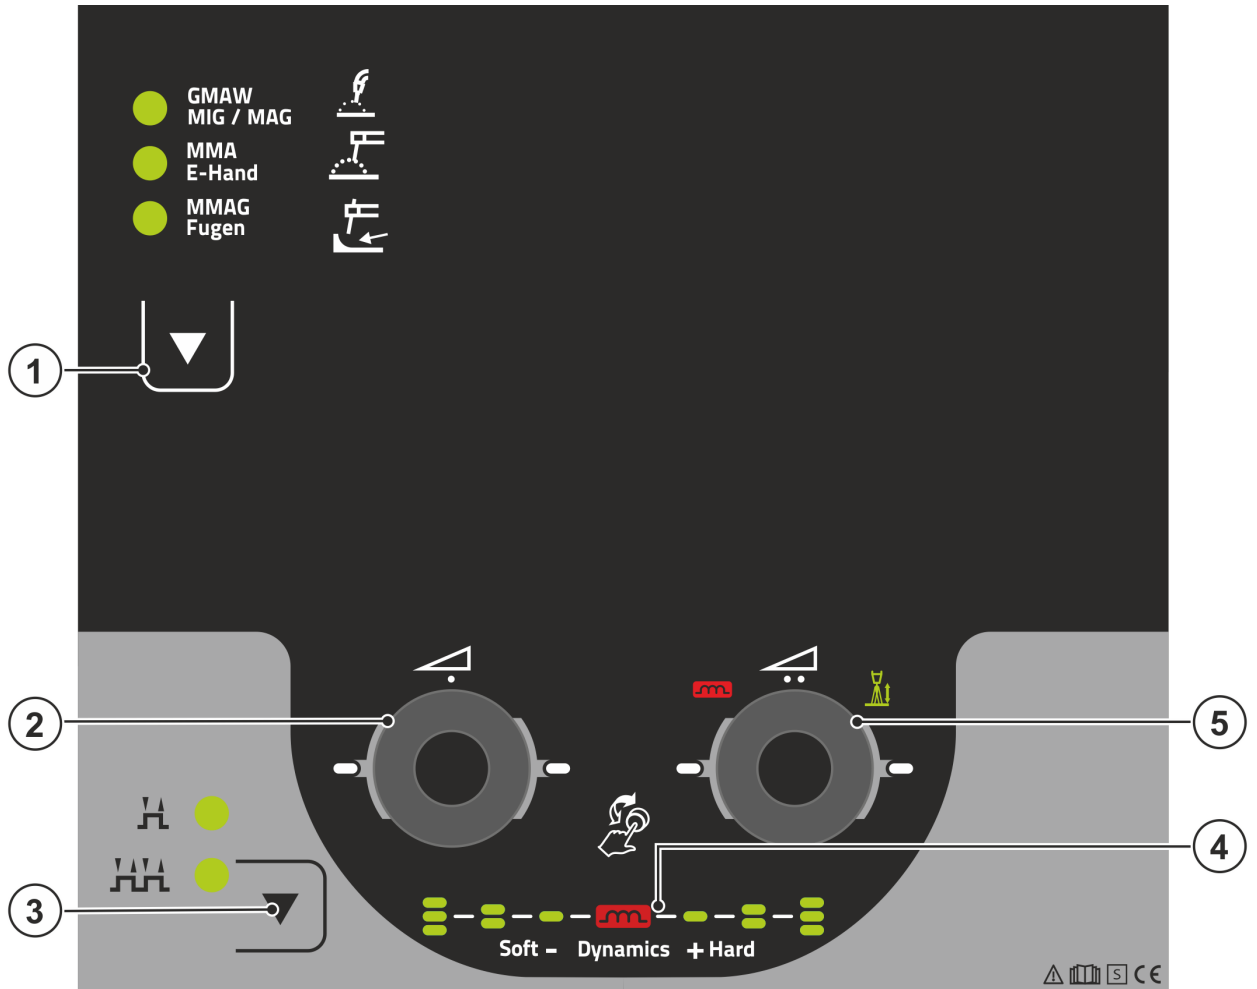 GMAW
MIG / MAG
MMA
E-Hand
MMAG
Fugen
1
2
5
4
3
Soft - Dynamics + Hard
S CE